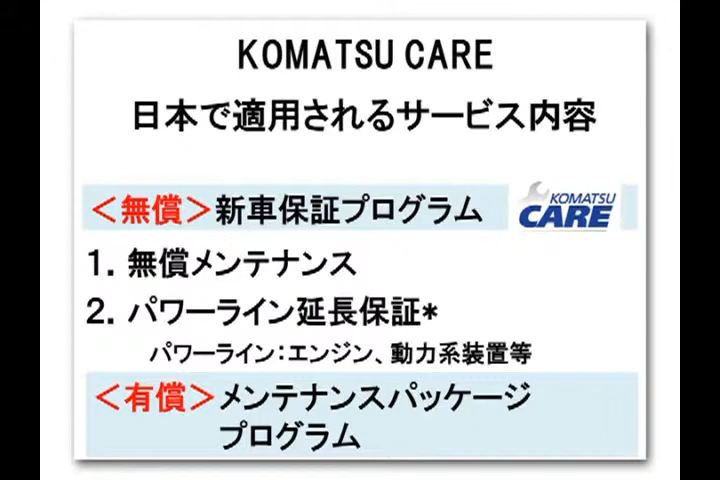 KOMATSU CARE
日本で適用されるサービス内容
＜無償＞新車保証プログラム
KOMATSU
CARE
1．無償メンテナンス
2．パワーライン延長保証*
パワーライン：エンジン、動力系装置等
＜有償＞メンテナンスパッケージ
プログラム